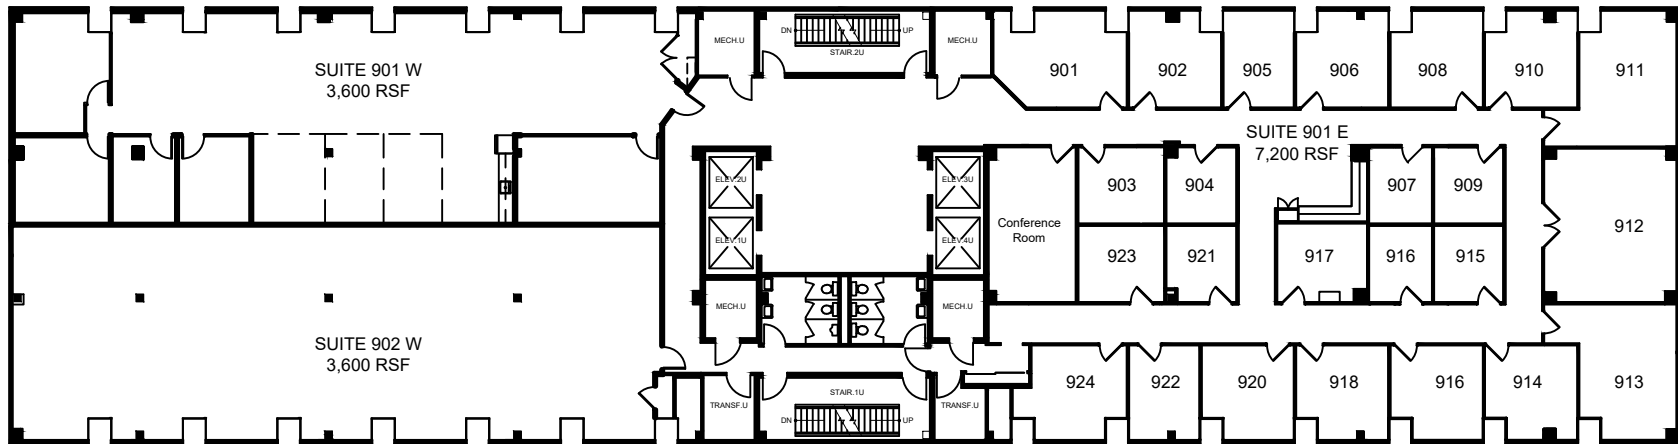 SUITE 901 W
3,600 RSF
MECH.U
DN
UP
STAIR.2U
MECH.U
901
902
905
906
908
910
911
SUITE 901 E
7,200 RSF
ELEV.2U
ELEV.3U
903
904
907
909
Conference
Room
912
ELEV.1U
ELEV.4U
923
921
917
916
915
MECH.U
MECH.U
SUITE 902 W
3,600 RSF
924
922
920
918
916
914
913
TRANSF.U
STAIR.1U
DN
UP
TRANSF.U